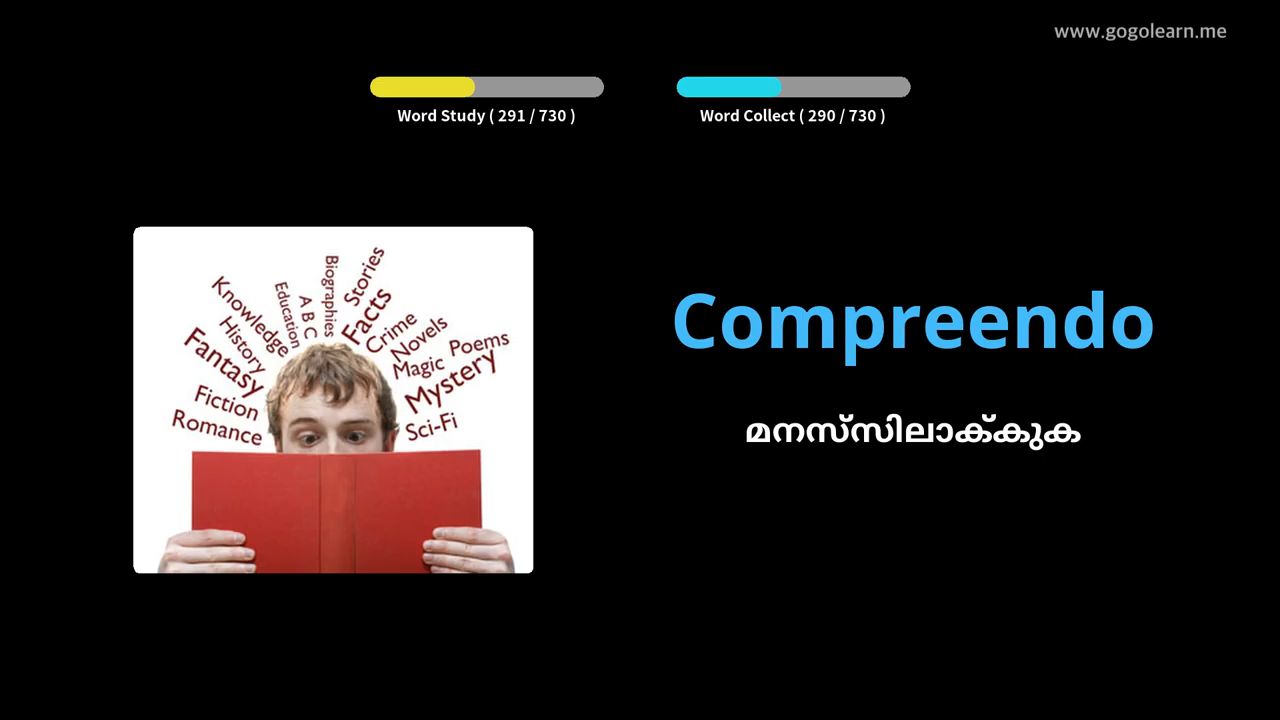 www.gogolearn.me
Word Study ( 291 / 730 )
Word Collect ( 290 / 730 )
Biographies
Stories
Education
A B C
Facts
Knowledge
Crime
History
Novels
Fantasy
Magic
Poems
Mystery
Fiction
Romance
Sci-Fi
Compreendo
മനസ്സിലാക്കുക